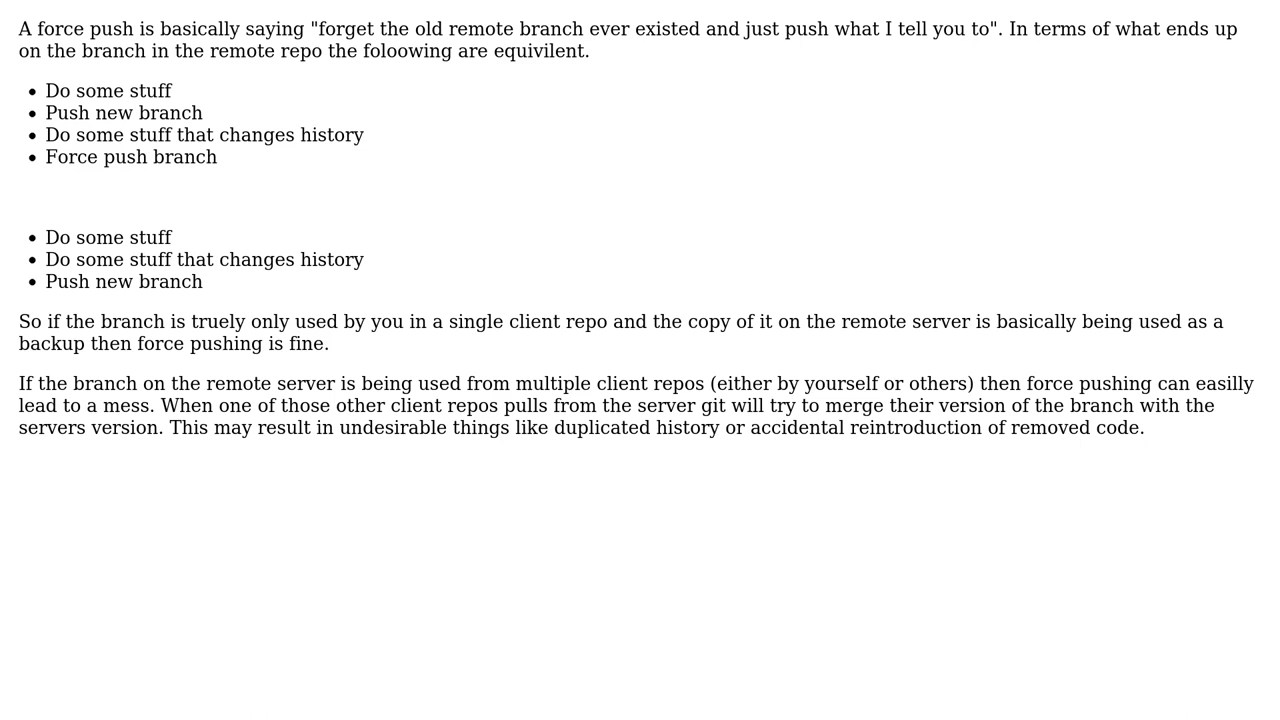 A force push is basically saying "forget the old remote branch ever existed and just push what I tell you to". In terms of what ends up
on the branch in the remote repo the foloowing are equivilent.
• Do some stuff
• Push new branch
• Do some stuff that changes history
• Force push branch
• Do some stuff
• Do some stuff that changes history
• Push new branch
So if the branch is truely only used by you in a single client repo and the copy of it on the remote server is basically being used as a
backup then force pushing is fine.
If the branch on the remote server is being used from multiple client repos (either by yourself or others) then force pushing can easilly
lead to a mess. When one of those other client repos pulls from the server git will try to merge their version of the branch with the
servers version. This may result in undesirable things like duplicated history or accidental reintroduction of removed code.